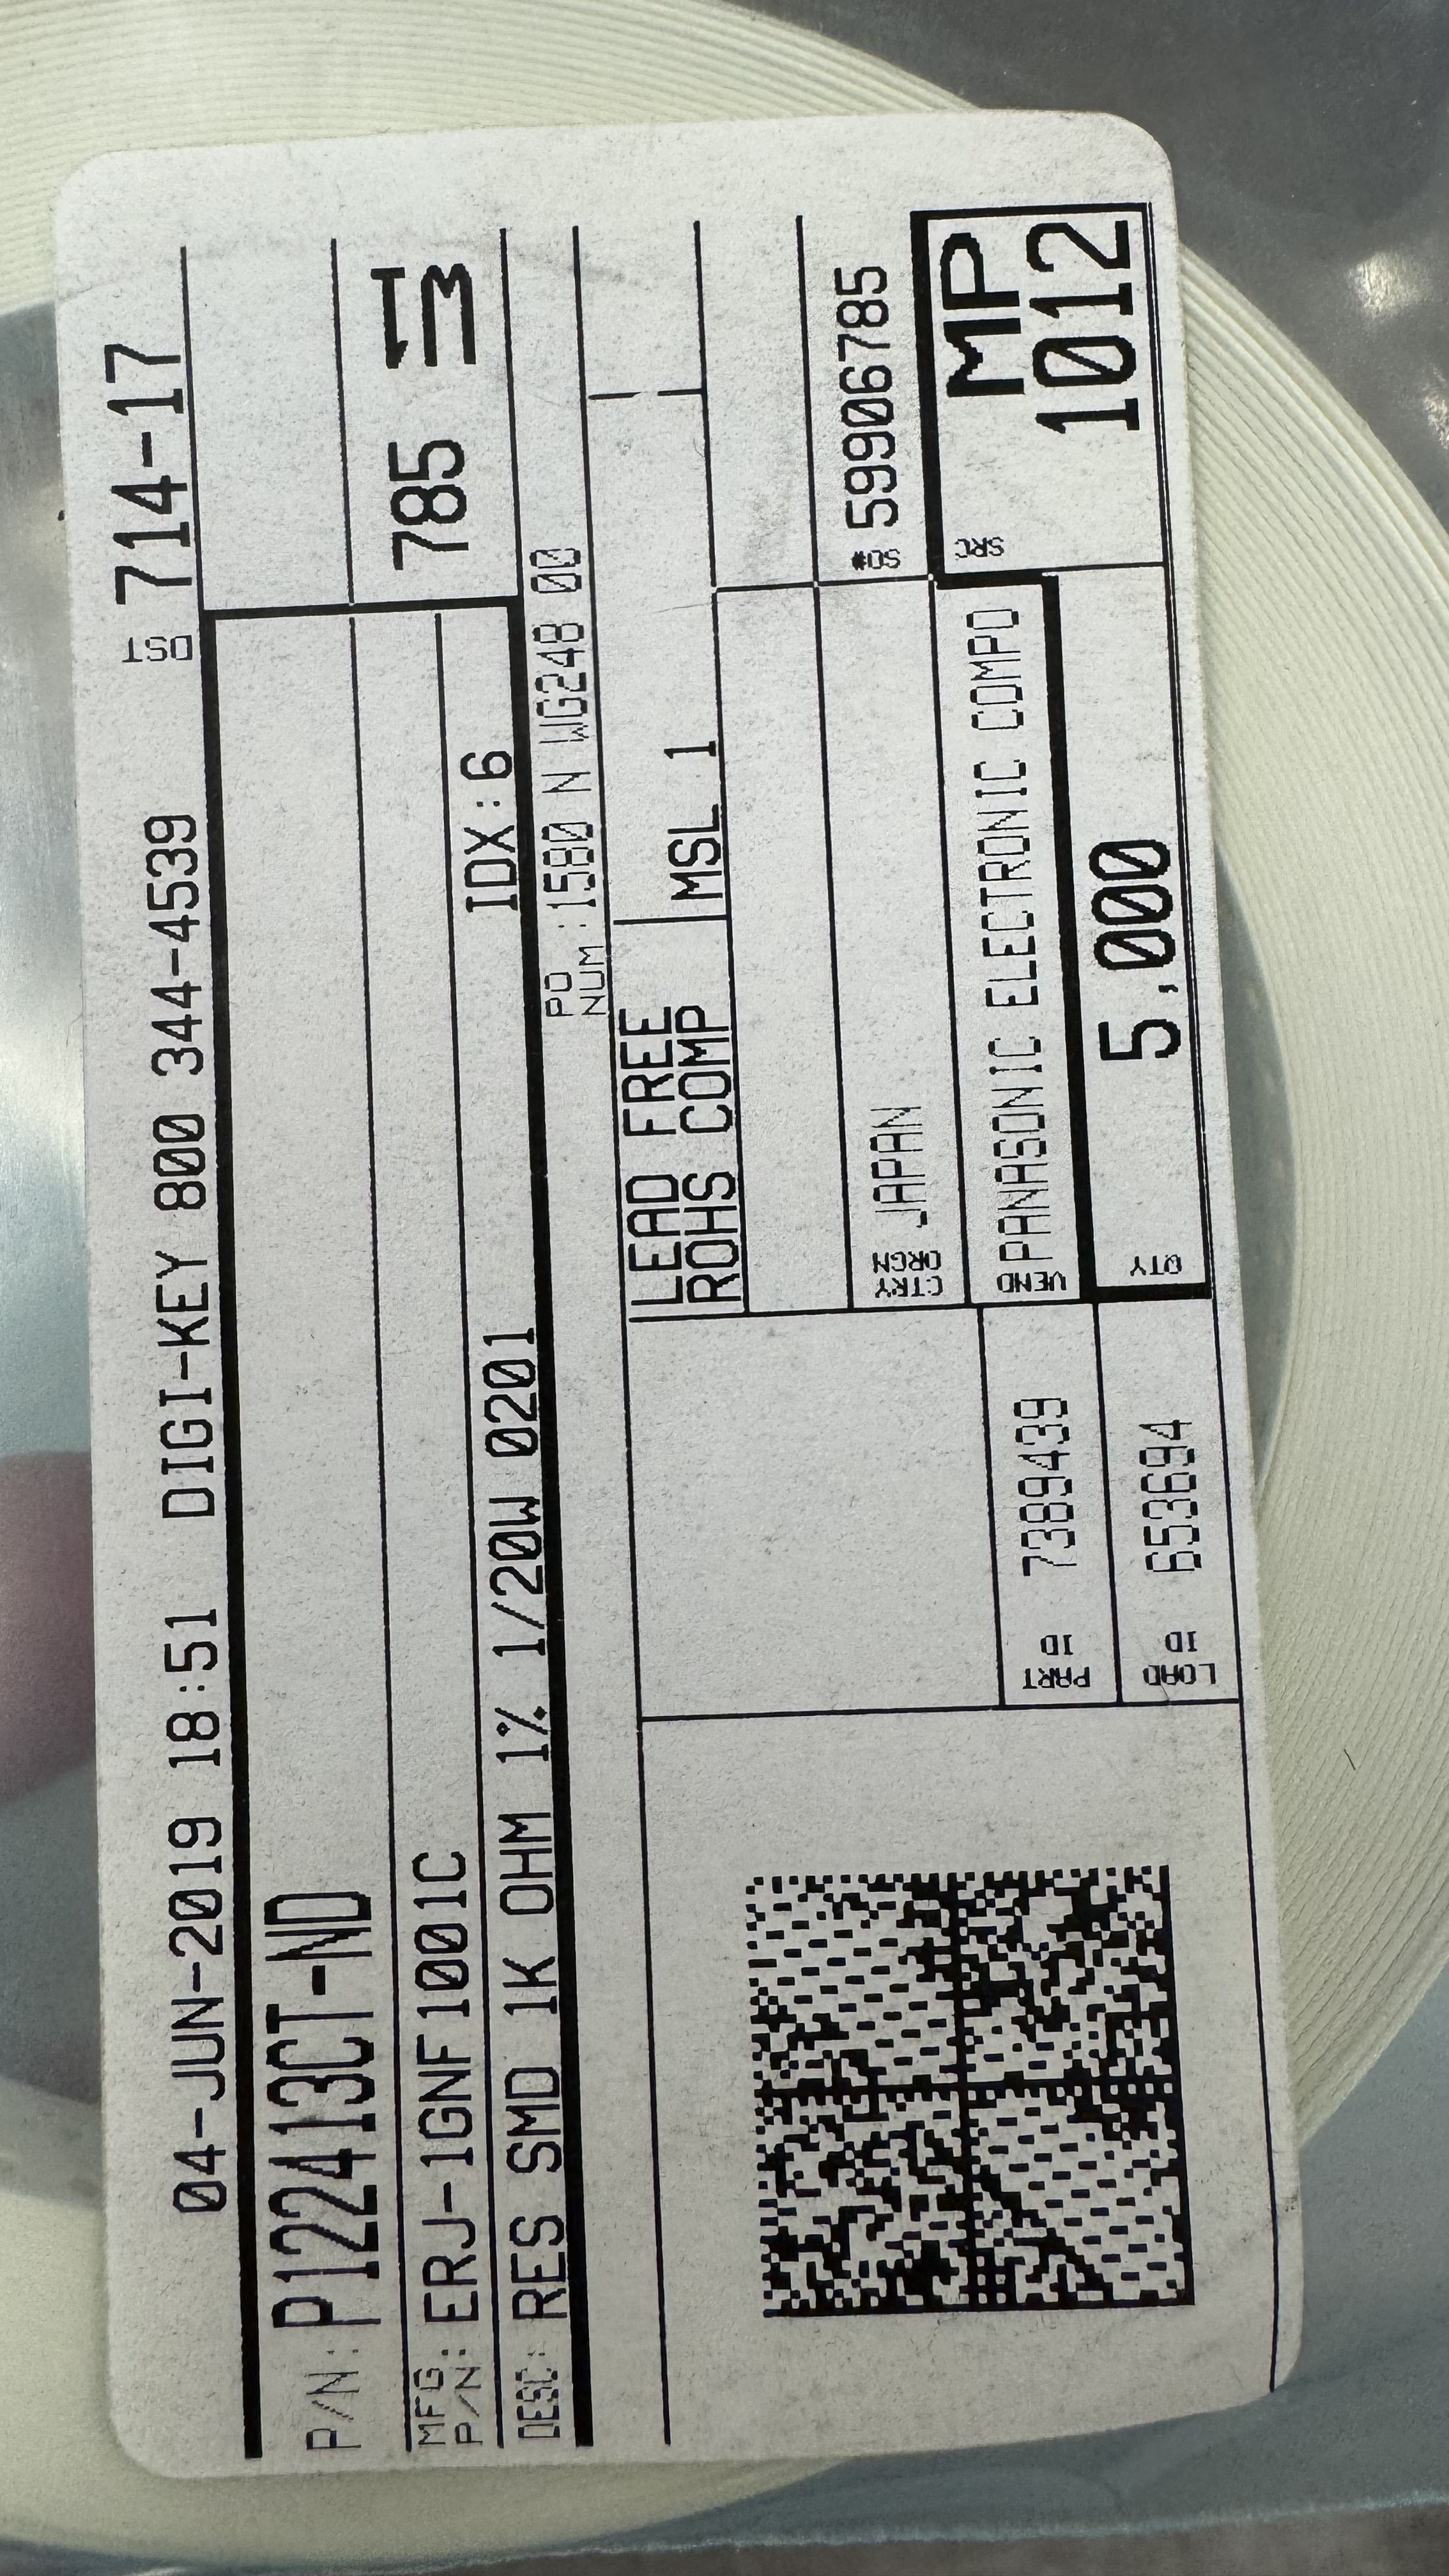 04-JUN-2019 18:51 DIGI-KEY 800 344-4539 DST 714-17
P/N: P122413CT-ND
MFG P/N: ERJ-1GNF1001C IDX:6 785
DESC: RES SMD 1K OHM 1% 1/20W 0201
PO NUM: 1580 N WG248 00
LEAD FREE
ROHS COMP
MSL 1
CTRY ORGN JAPAN
SO# 59906785
PART ID 7389439
VEND PANASONIC ELECTRONIC COMPO
SRC MP
1012
LOAD ID 653694
QTY 5,000